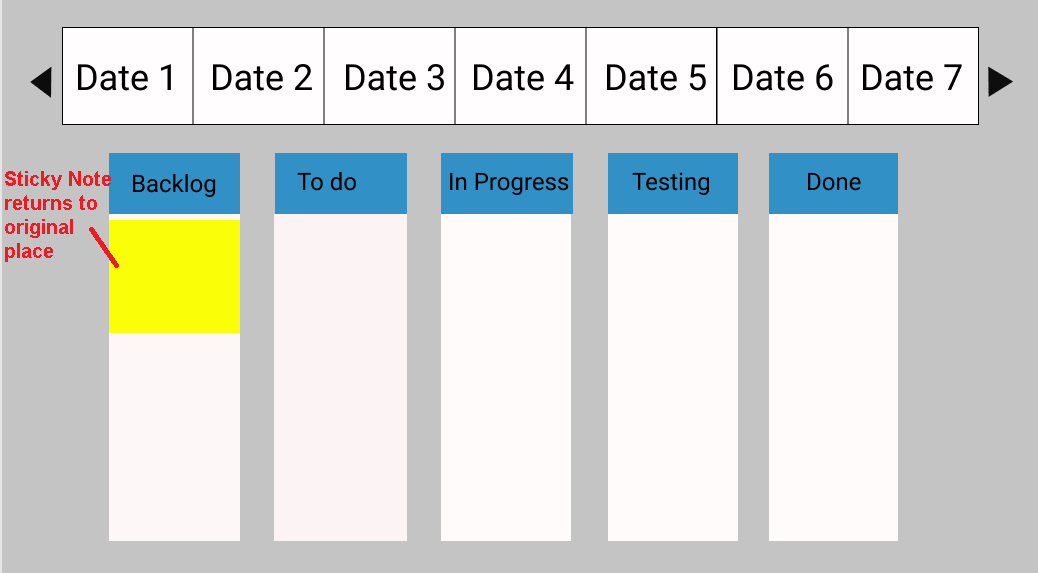 Date 1 Date 2 Date 3 Date 4 Date 5 Date 6 Date 7
Backlog To do In Progress Testing Done
Sticky Note
returns to
original
place